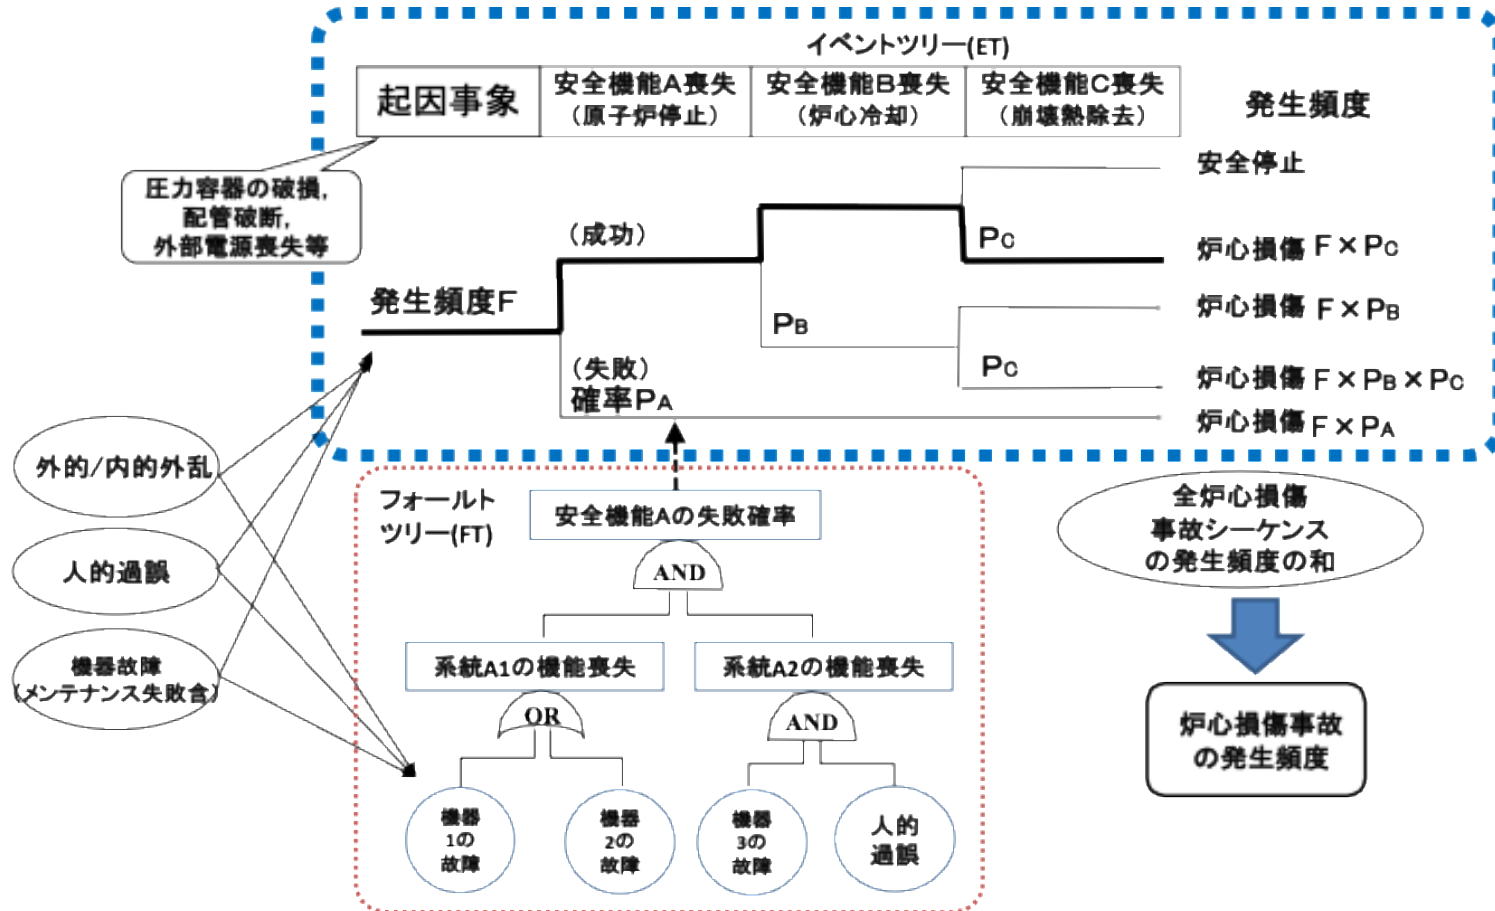 イベントツリー(ET)
起因事象
安全機能A喪失
(原子炉停止)
安全機能B喪失
(炉心冷却)
安全機能C喪失
(崩壊熱除去)
発生頻度
圧力容器の破損,
配管破断,
外部電源喪失等
安全停止
(成功)
PC
炉心損傷 F×PC
発生頻度F
PB
炉心損傷 F×PB
(失敗)
確率PA
PC
炉心損傷 F×PB×PC
炉心損傷 F×PA
外的/内的外乱
人的過誤
機器故障
(メンテナンス失敗含)
フォールト
ツリー(FT)
安全機能Aの失敗確率
AND
系統A1の機能喪失
系統A2の機能喪失
OR
AND
機器
1の
故障
機器
2の
故障
機器
3の
故障
人的
過誤
全炉心損傷
事故シーケンス
の発生頻度の和
炉心損傷事故
の発生頻度